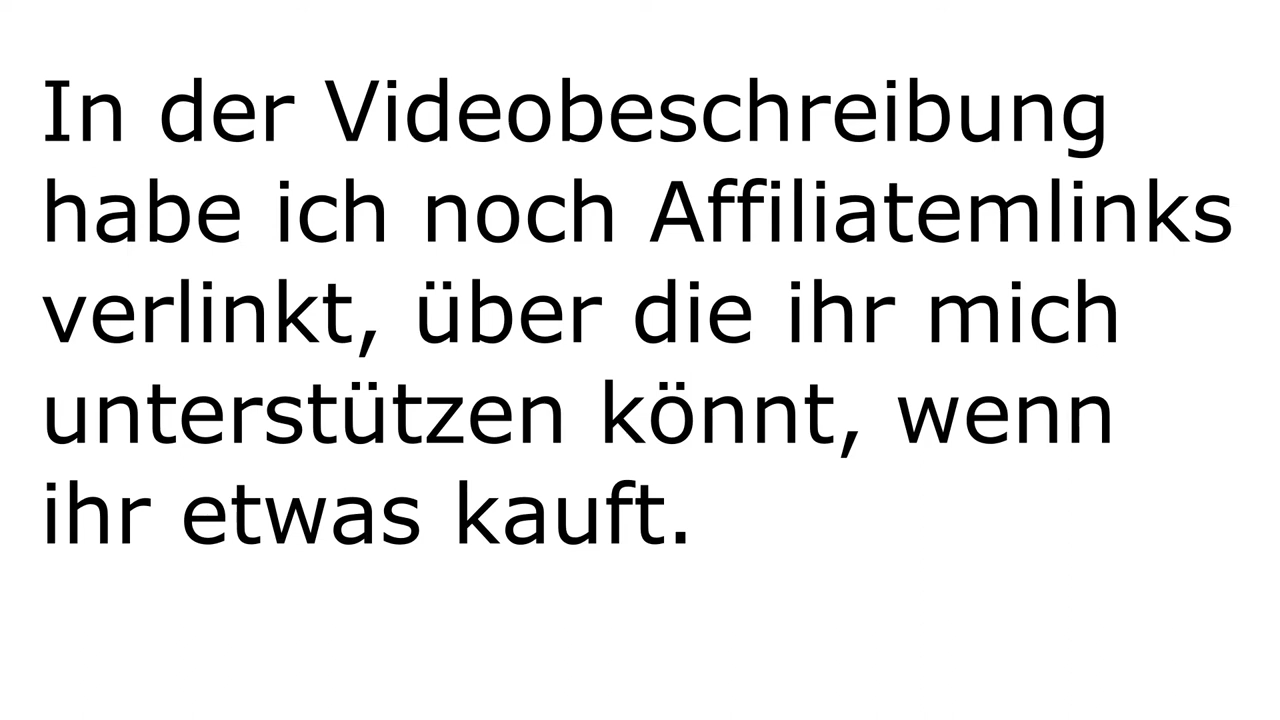 In der Videobeschreibung
habe ich noch Affiliatemlinks
verlinkt, über die ihr mich
unterstützen könnt, wenn
ihr etwas kauft.